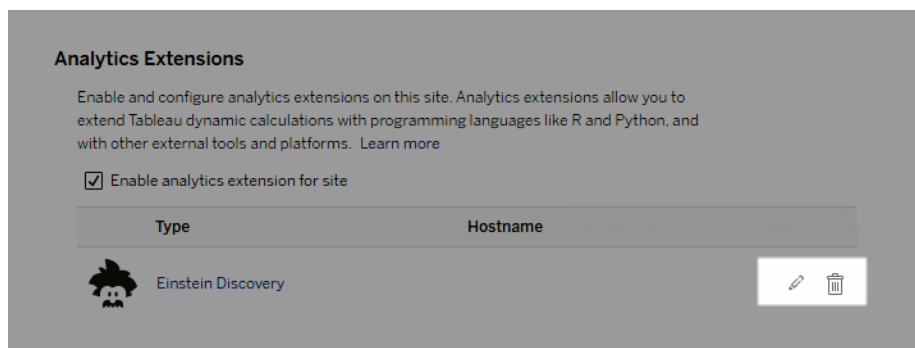 Analytics Extensions
Enable and configure analytics extensions on this site. Analytics extensions allow you to
extend Tableau dynamic calculations with programming languages like R and Python, and
with other external tools and platforms. Learn more
Enable analytics extension for site
Type Hostname
Einstein Discovery